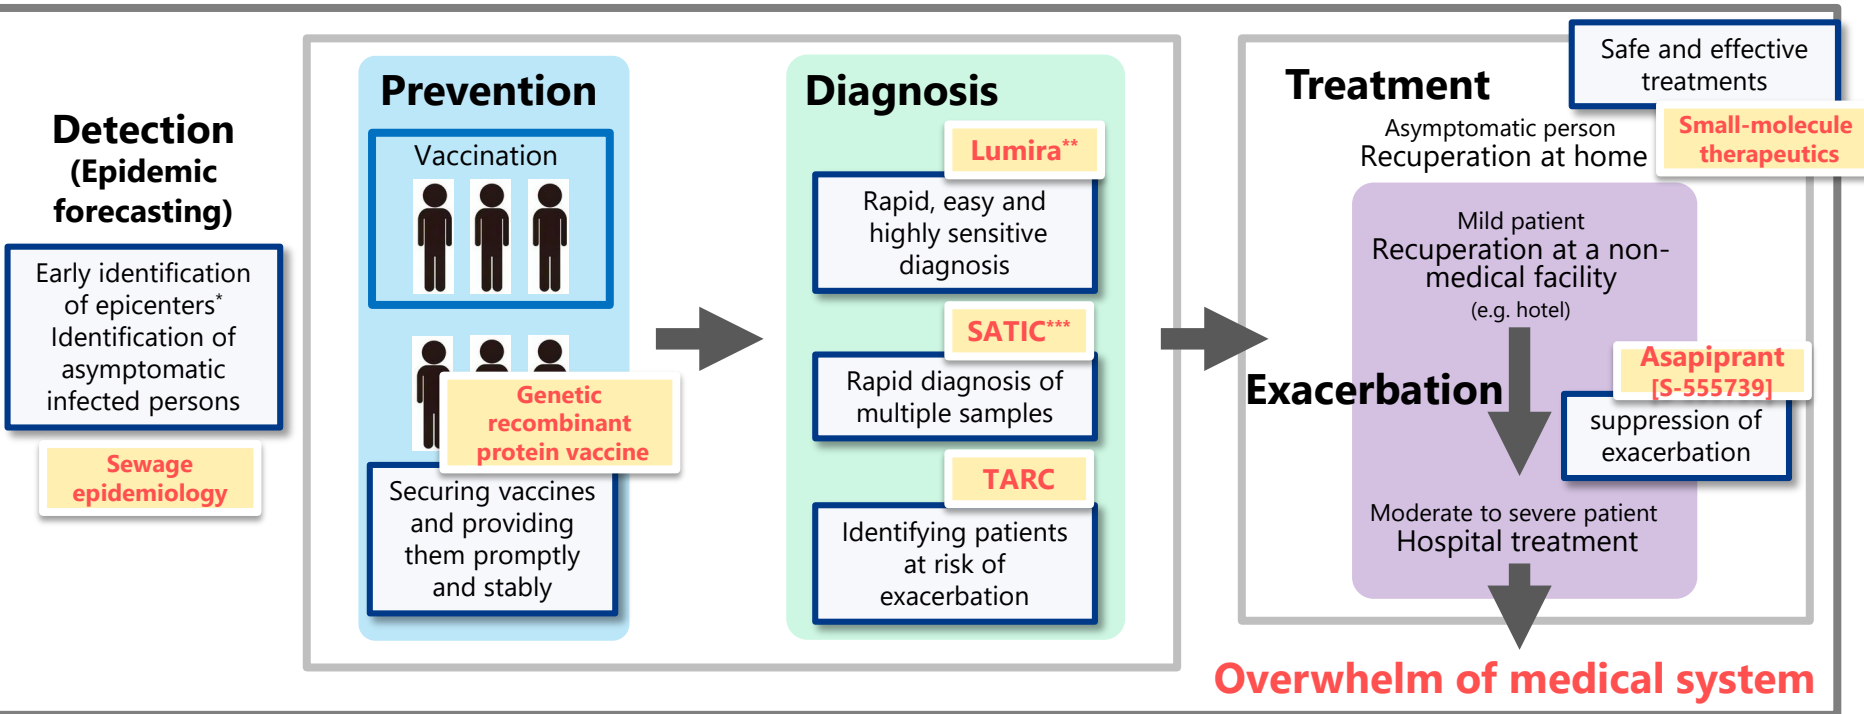 Detection
(Epidemic
forecasting)
Early identification
of epicenters*
Identification of
asymptomatic
infected persons
Sewage
epidemiology
Prevention
Vaccination
Genetic
recombinant
protein vaccine
Securing vaccines
and providing
them promptly
and stably
Diagnosis
Lumira**
Rapid, easy and
highly sensitive
diagnosis
SATIC***
Rapid diagnosis of
multiple samples
TARC
Identifying patients
at risk of
exacerbation
Treatment
Safe and effective
treatments
Small-molecule
therapeutics
Asymptomatic person
Recuperation at home
Mild patient
Recuperation at a non-
medical facility
(e.g. hotel)
Exacerbation
Asapiprant
[S-555739]
suppression of
exacerbation
Moderate to severe patient
Hospital treatment
Overwhelm of medical system